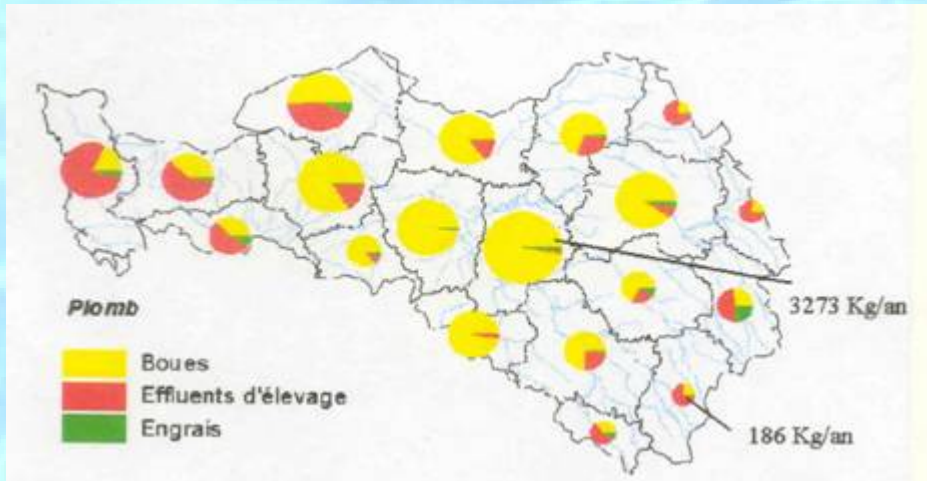 Plomb
Boues
Effluents d'élevage
Engrais
3273 Kg/an
186 Kg/an